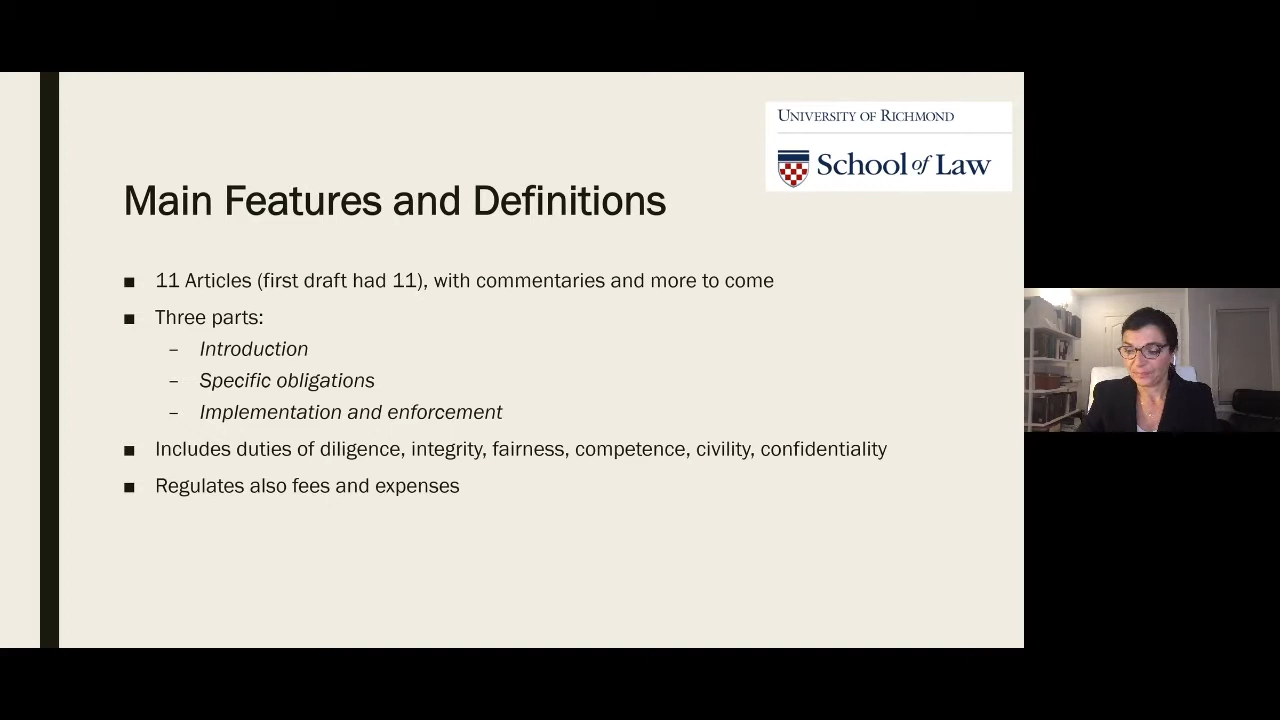 UNIVERSITY OF RICHMOND
School of Law
Main Features and Definitions
■ 11 Articles (first draft had 11), with commentaries and more to come
■ Three parts:
– Introduction
– Specific obligations
– Implementation and enforcement
■ Includes duties of diligence, integrity, fairness, competence, civility, confidentiality
■ Regulates also fees and expenses